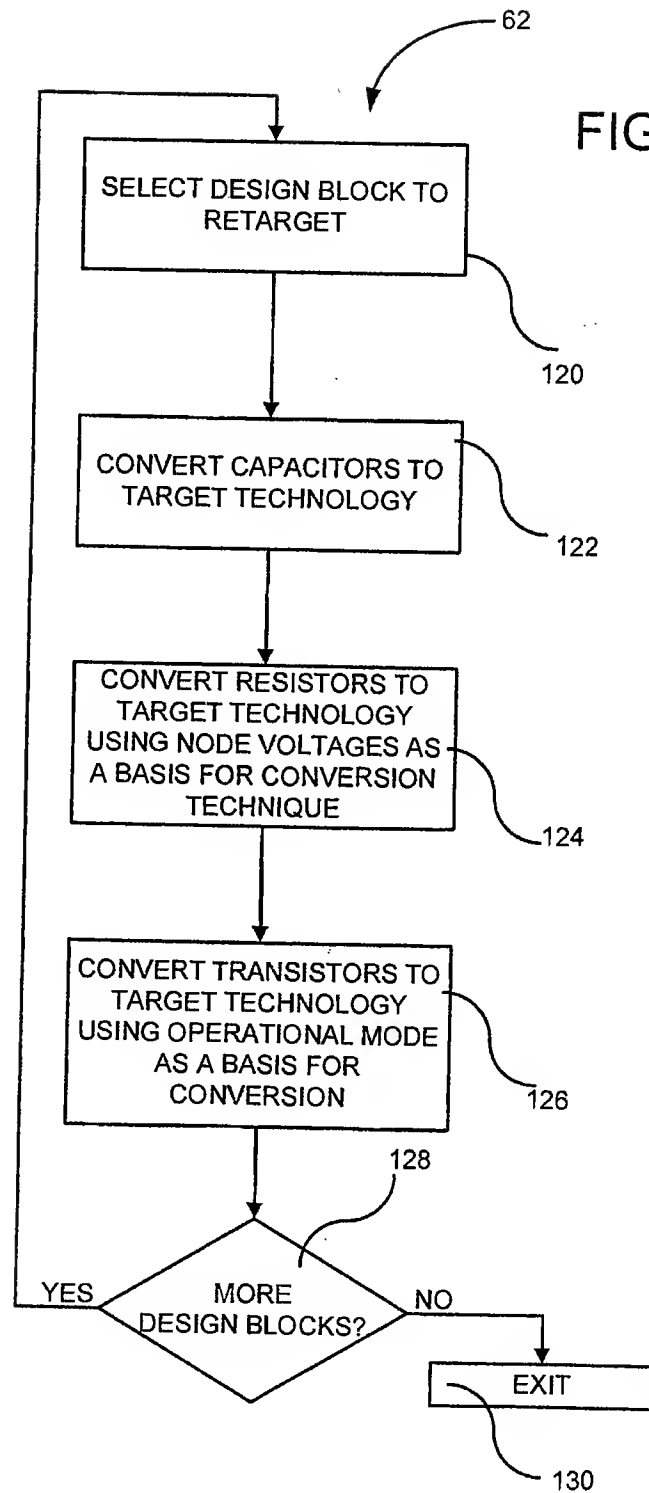 62
FIG
SELECT DESIGN BLOCK TO
RETARGET
120
CONVERT CAPACITORS TO
TARGET TECHNOLOGY
122
CONVERT RESISTORS TO
TARGET TECHNOLOGY
USING NODE VOLTAGES AS
A BASIS FOR CONVERSION
TECHNIQUE
124
CONVERT TRANSISTORS TO
TARGET TECHNOLOGY
USING OPERATIONAL MODE
AS A BASIS FOR
CONVERSION
126
128
YES
MORE
DESIGN BLOCKS?
NO
EXIT
130